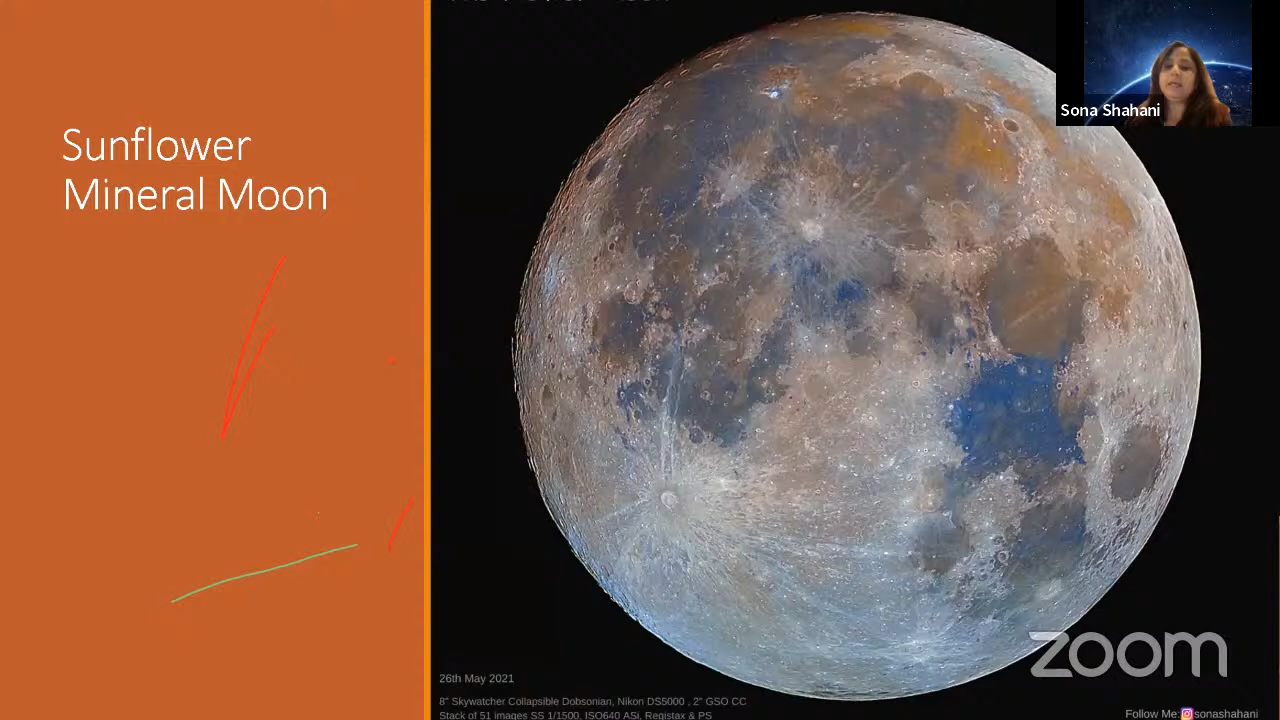 Sunflower
Mineral Moon
Sona Shahani
zoom
26th May 2021
8" Skywatcher Collapsible Dobsonian, Nikon DS5000 , 2" GSO CC
Stack of 51 images SS 1/1500, ISO640 ASi, Registax & PS
Follow Me: sonashahani